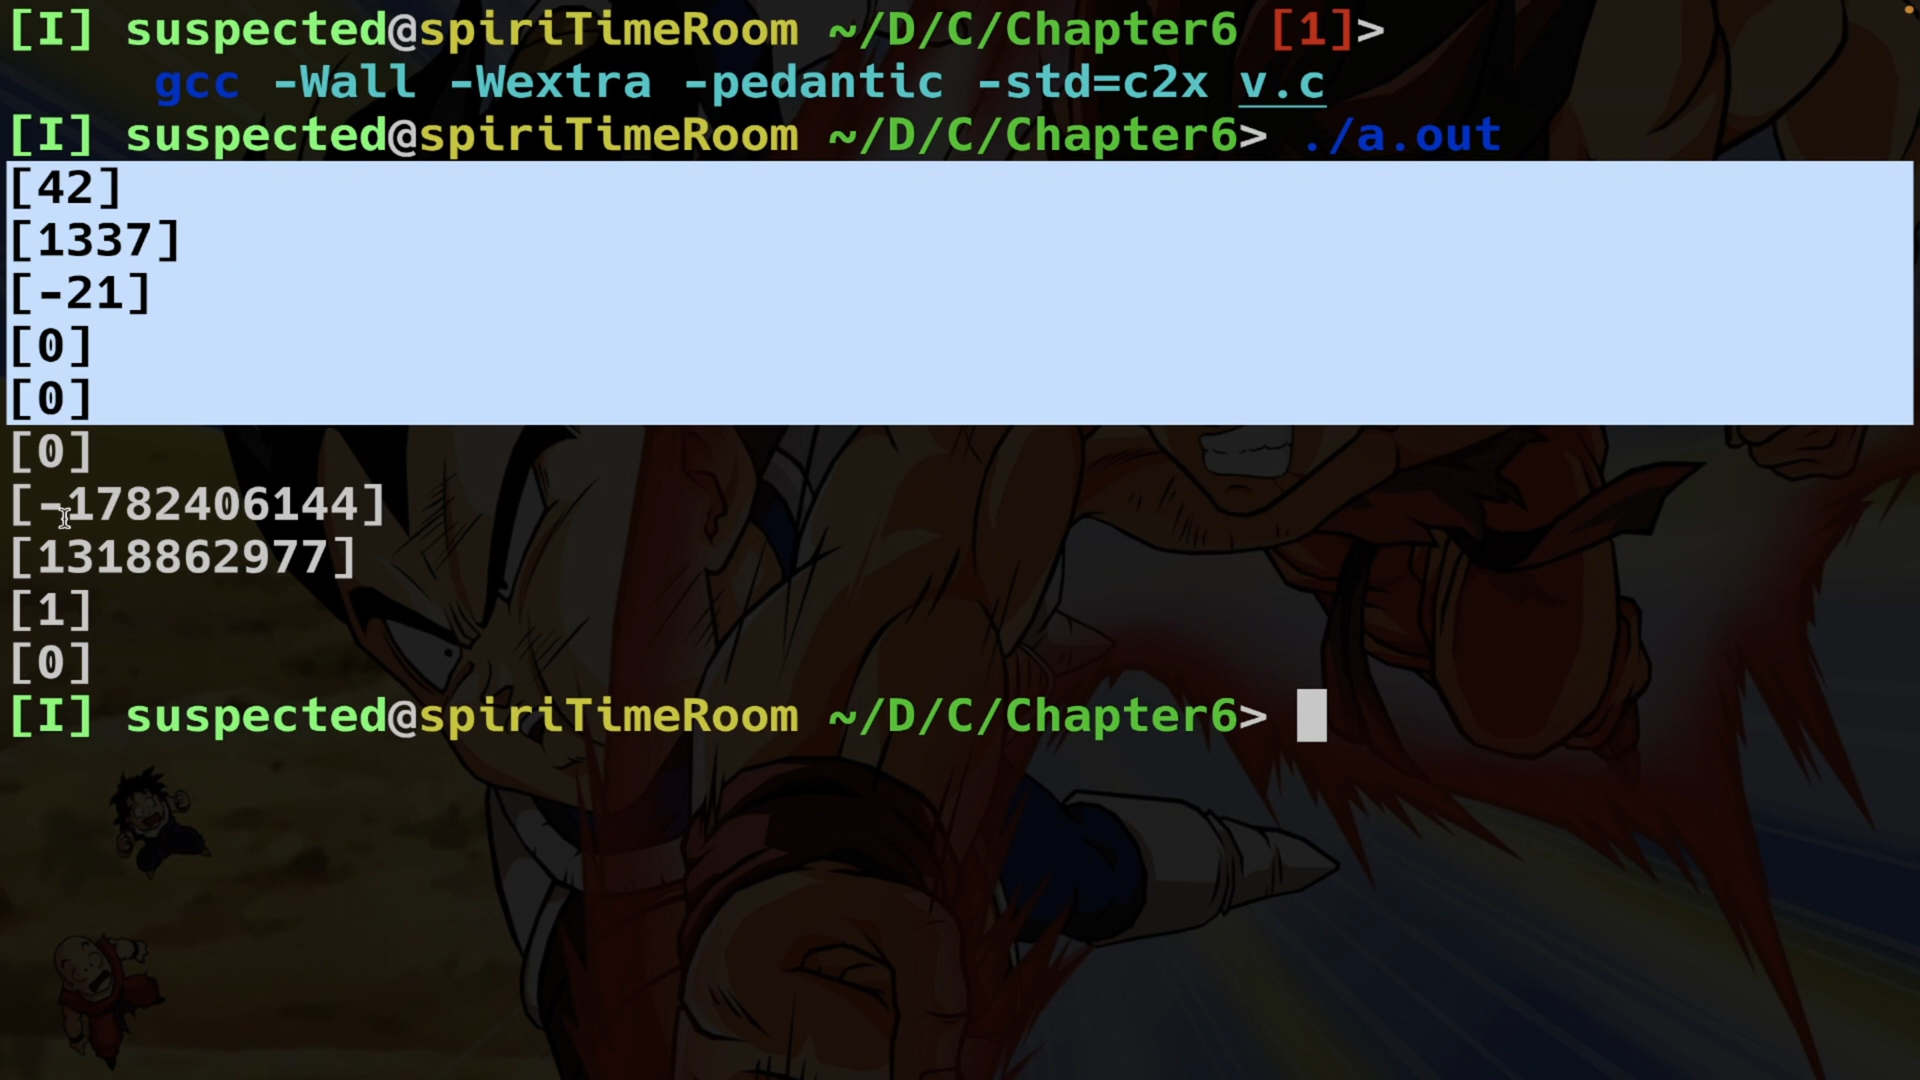 [I] suspected@spiriTimeRoom ~/D/C/Chapter6 [1]>
gcc -Wall -Wextra -pedantic -std=c2x v.c
[I] suspected@spiriTimeRoom ~/D/C/Chapter6> ./a.out
[42]
[1337]
[-21]
[0]
[0]
[0]
[-1782406144]
[1318862977]
[1]
[0]
[I] suspected@spiriTimeRoom ~/D/C/Chapter6>